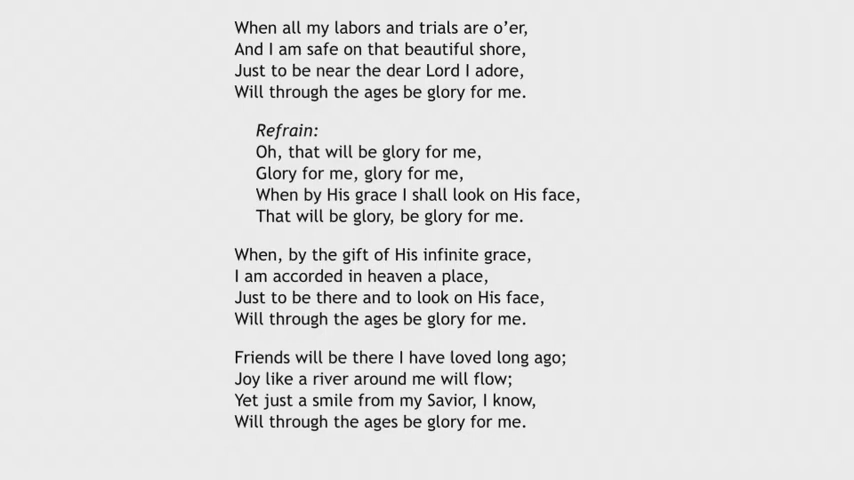 When all my labors and trials are o’er,
And I am safe on that beautiful shore,
Just to be near the dear Lord I adore,
Will through the ages be glory for me.
Refrain:
Oh, that will be glory for me,
Glory for me, glory for me,
When by His grace I shall look on His face,
That will be glory, be glory for me.
When, by the gift of His infinite grace,
I am accorded in heaven a place,
Just to be there and to look on His face,
Will through the ages be glory for me.
Friends will be there I have loved long ago;
Joy like a river around me will flow;
Yet just a smile from my Savior, I know,
Will through the ages be glory for me.